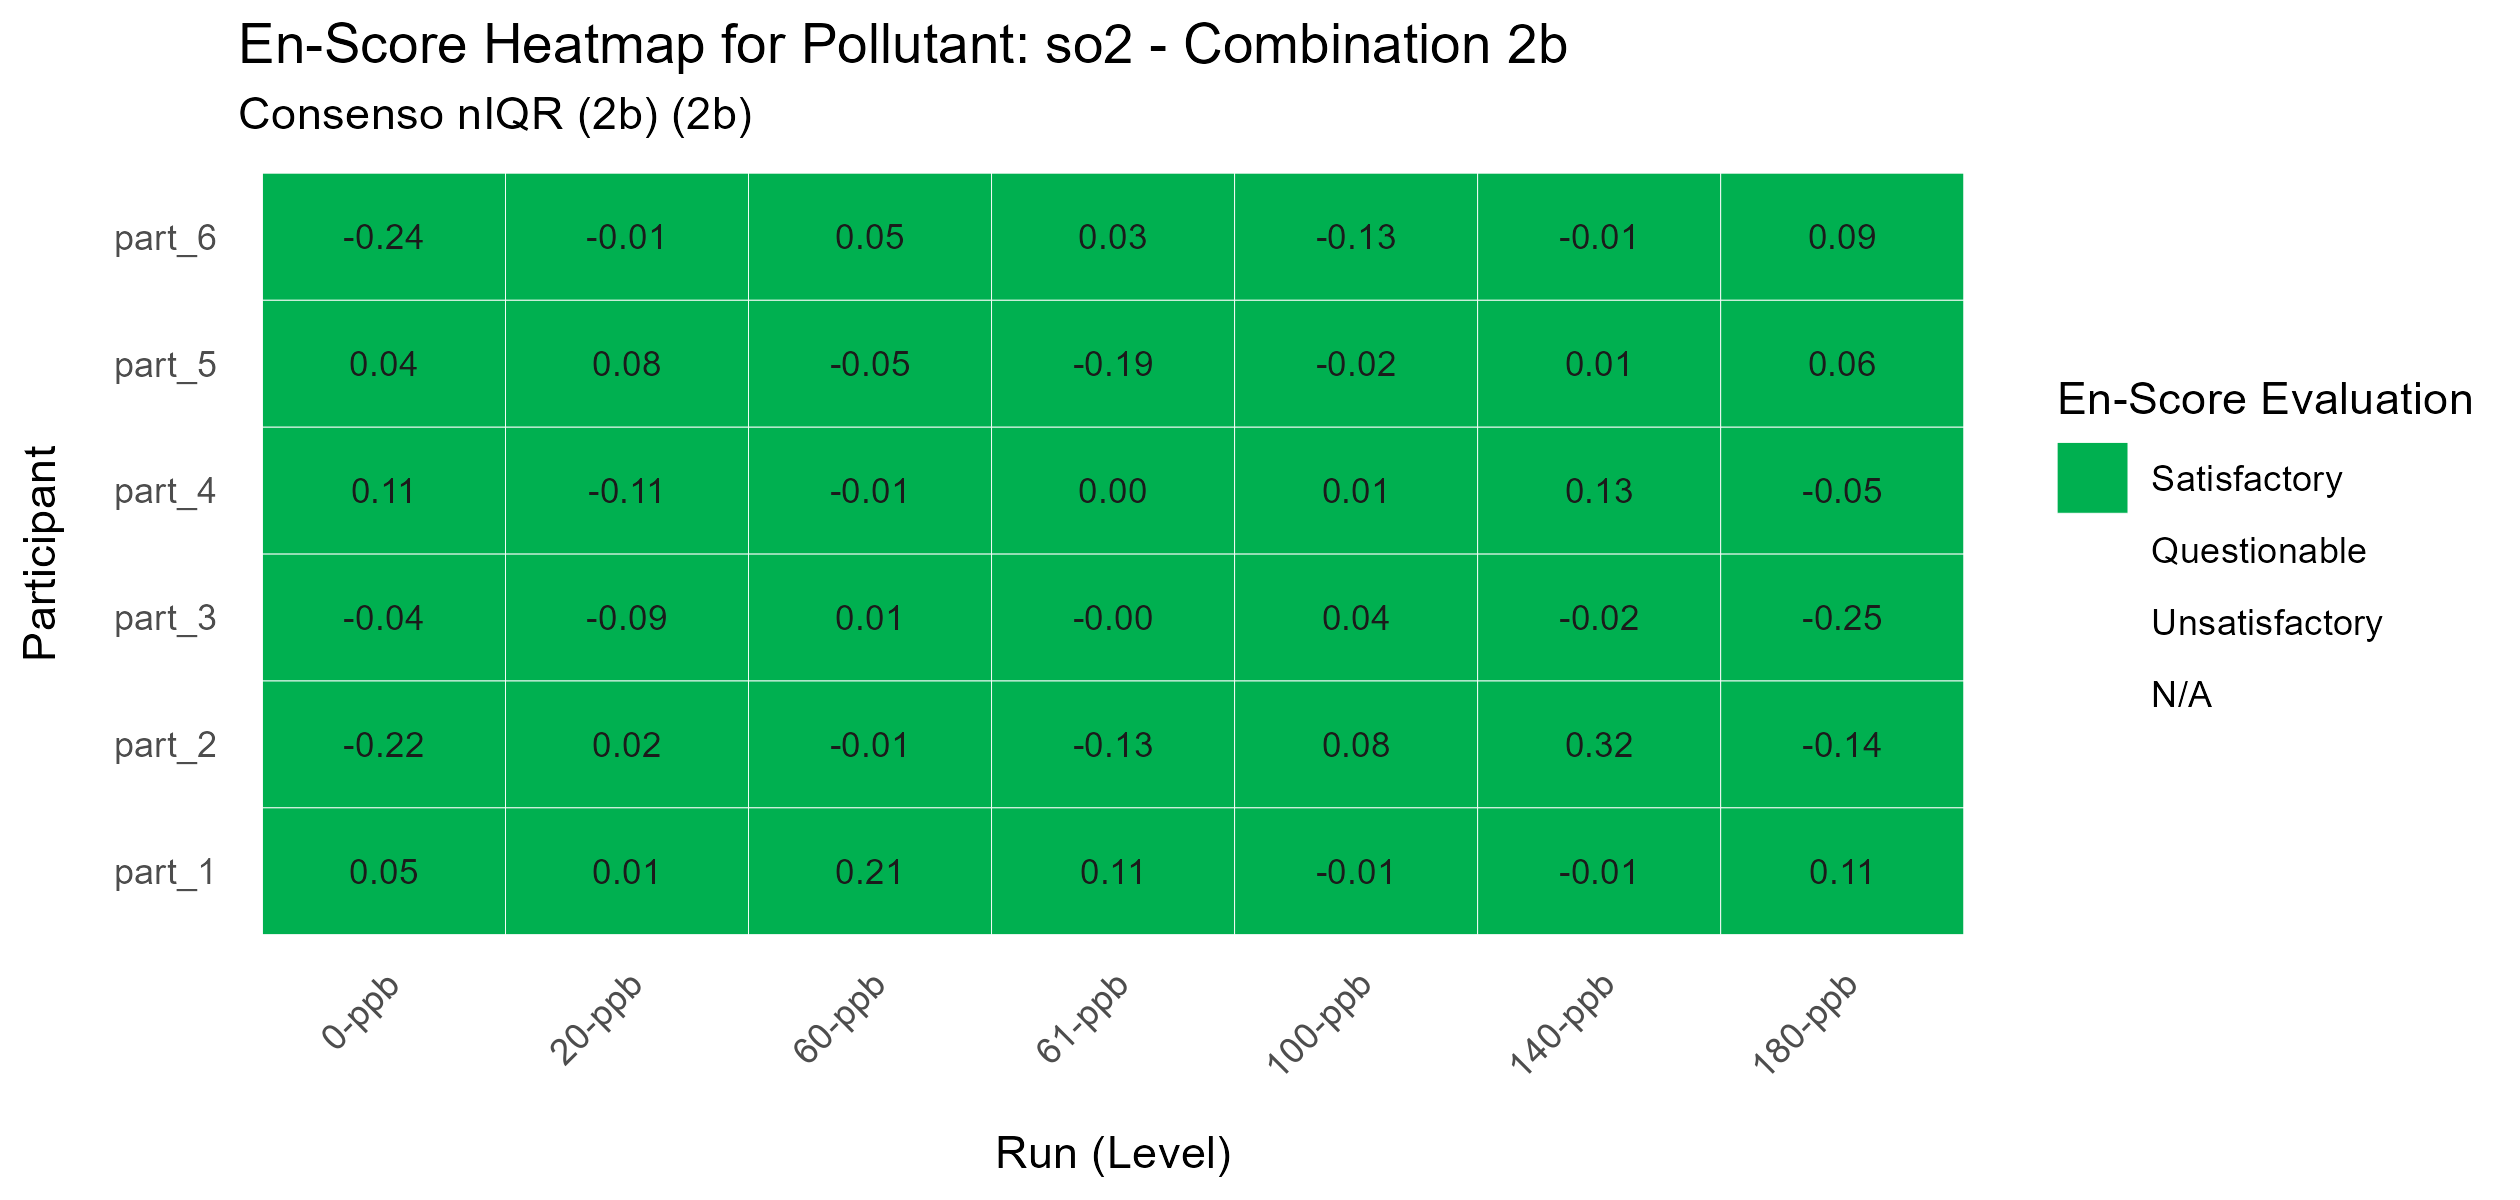 En-Score Heatmap for Pollutant: so2 - Combination 2b
Consenso nIQR (2b) (2b)
Participant
part_6 -0.24 -0.01 0.05 0.03 -0.13 -0.01 0.09
part_5 0.04 0.08 -0.05 -0.19 -0.02 0.01 0.06
part_4 0.11 -0.11 -0.01 0.00 0.01 0.13 -0.05
part_3 -0.04 -0.09 0.01 -0.00 0.04 -0.02 -0.25
part_2 -0.22 0.02 -0.01 -0.13 0.08 0.32 -0.14
part_1 0.05 0.01 0.21 0.11 -0.01 -0.01 0.11
0-ppb 20-ppb 60-ppb 61-ppb 100-ppb 140-ppb 180-ppb
Run (Level)
En-Score Evaluation
Satisfactory
Questionable
Unsatisfactory
N/A